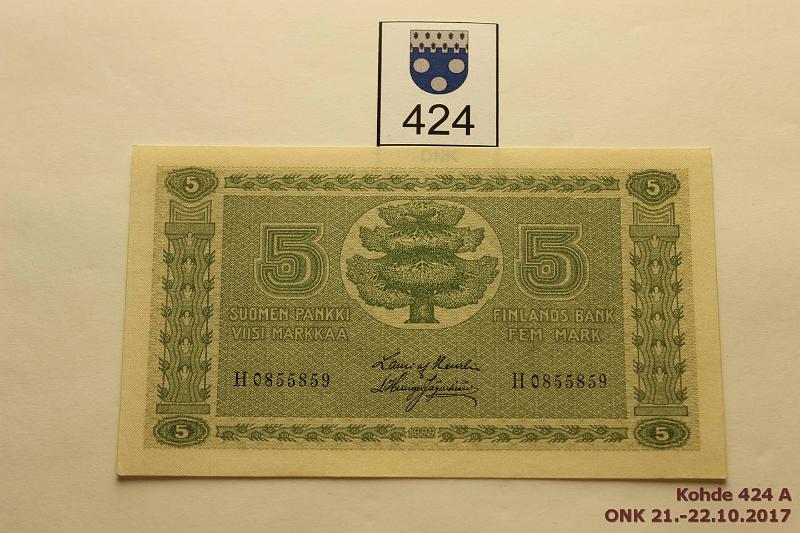 424
ONK
5 5
5 5
SUOMEN PANKKI FINLANDS BANK
VIISI MARKKAA FEM MARK
H0855859 H0855859
5 1922 5
Kohde 424 A
ONK 21.-22.10.2017